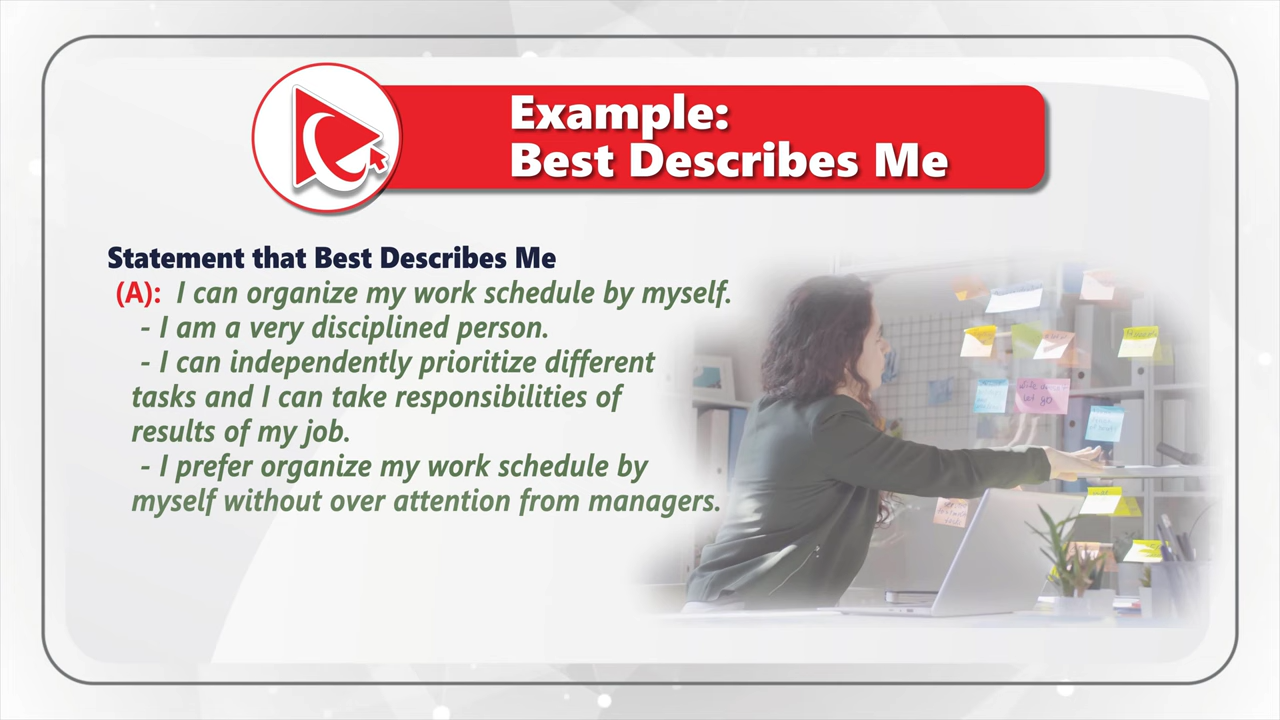 Example:
Best Describes Me
Statement that Best Describes Me
(A): I can organize my work schedule by myself.
- I am a very disciplined person.
- I can independently prioritize different
tasks and I can take responsibilities of
results of my job.
- I prefer organize my work schedule by
myself without over attention from managers.